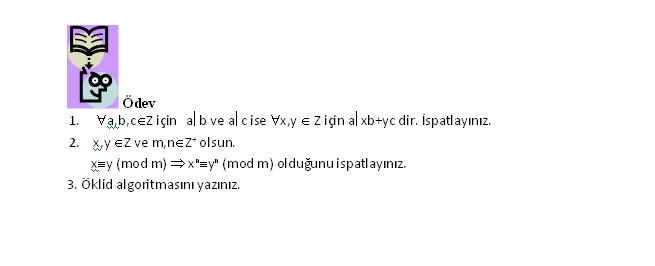 Ödev
1. ∀a,b,c∈Z için a| b ve a| c ise ∀x,y ∈ Z için a| xb+yc dir. İspatlayınız.
2. x,y ∈Z ve m,n∈Z⁺ olsun.
x≡y (mod m) ⇒ xⁿ≡yⁿ (mod m) olduğunu ispatlayınız.
3. Öklid algoritmasını yazınız.